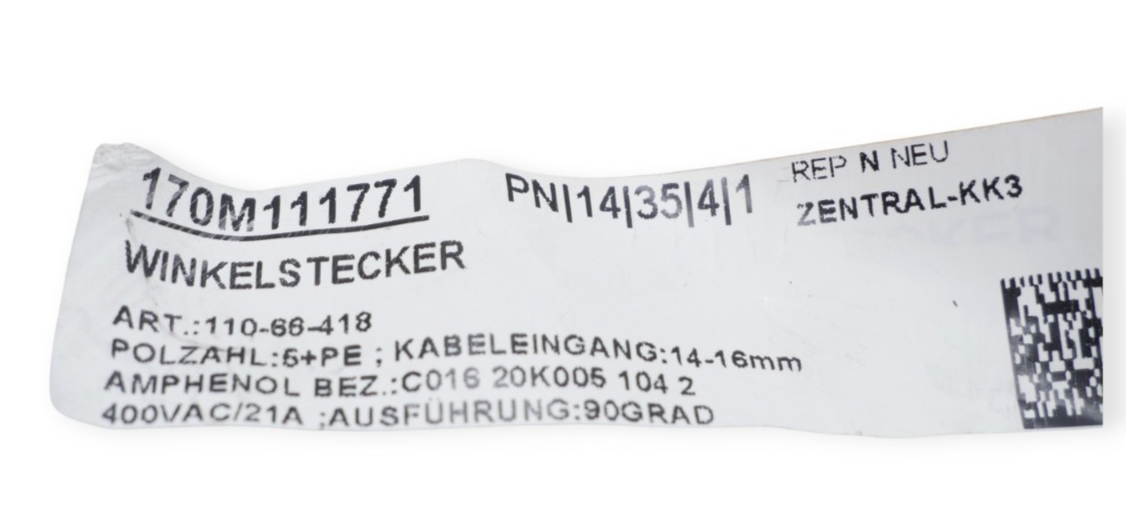 170M111771
WINKELSTECKER
PN|14|35|4|1
REP N NEU
ZENTRAL-KK3
ART.:110-66-418
POLZAHL:5+PE ; KABELEINGANG:14-16mm
AMPHENOL BEZ.:C016 20K005 104 2
400VAC/21A ;AUSFÜHRUNG:90GRAD